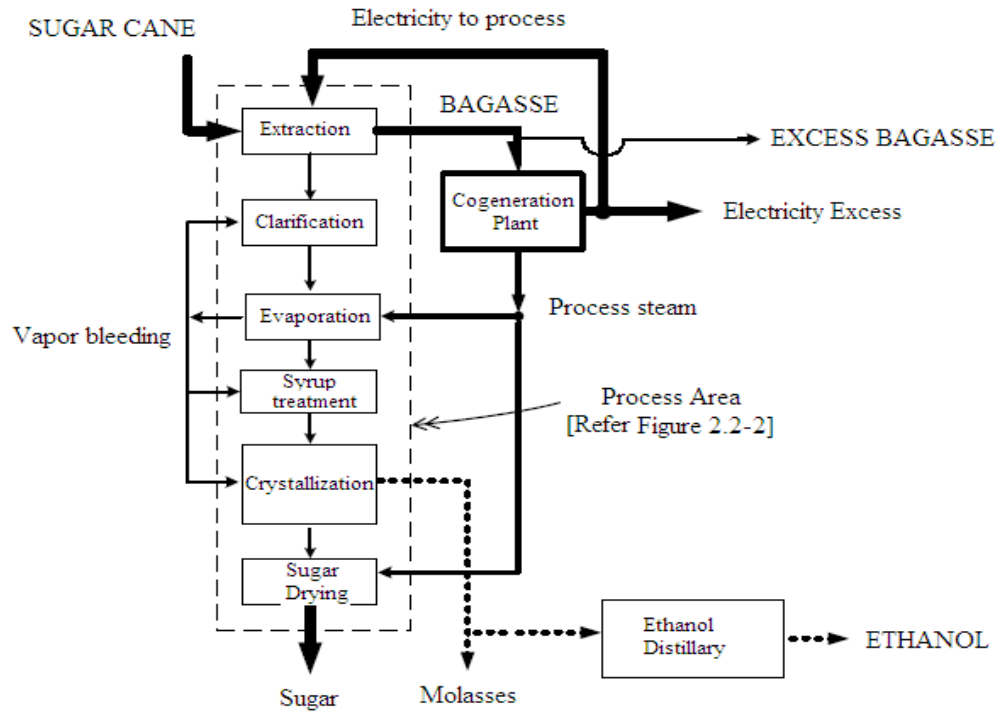 Electricity to process
SUGAR CANE
BAGASSE
Extraction
EXCESS BAGASSE
Cogeneration
Plant
Clarification
Electricity Excess
Process steam
Evaporation
Vapor bleeding
Syrup
treatment
Process Area
[Refer Figure 2.2-2]
Crystallization
Sugar
Drying
Ethanol
Distillary
ETHANOL
Sugar
Molasses